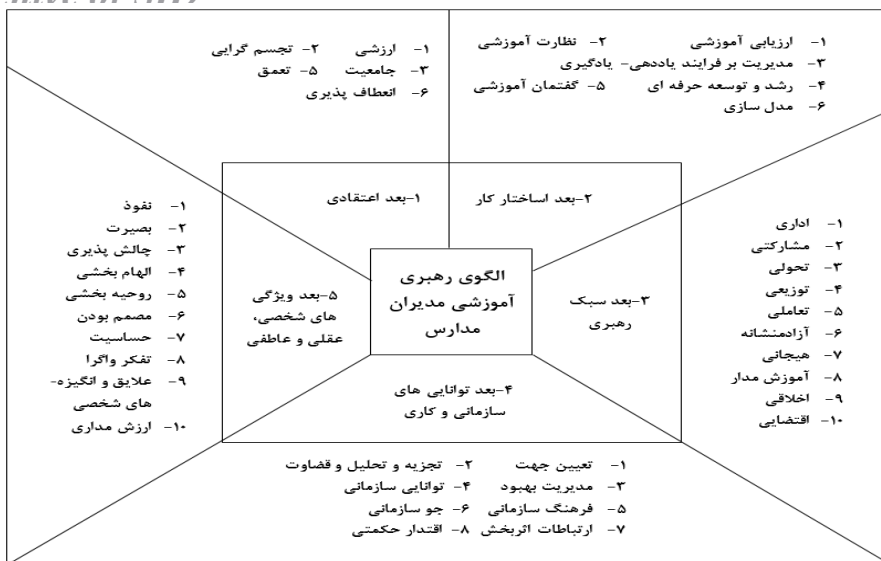 ۱- ارزیابی آموزشی ۲- نظارت آموزشی
۳- مدیریت بر فرایند یاددهی- یادگیری
۴- رشد و توسعه حرفه ای ۵- گفتمان آموزشی
۶- مدل سازی
۱- ارزشی ۲- تجسم گرایی
۳- جامعیت ۵- تعمق
۶- انعطاف پذیری
۲-بعد اساختار کار
۱-بعد اعتقادی
۱- اداری
۲- مشارکتی
۳- تحولی
۴- توزیعی
۵- تعاملی
۶- آزادمنشانه
۷- هیجانی
۸- آموزش مدار
۹- اخلاقی
۱۰- اقتضایی
۳-بعد سبک
رهبری
الگوی رهبری
آموزشی مدیران
مدارس
۵-بعد ویژگی
های شخصی،
عقلی و عاطفی
۱- نفوذ
۲- بصیرت
۳- چالش پذیری
۴- الهام بخشی
۵- روحیه بخشی
۶- مصمم بودن
۷- حساسیت
۸- تفکر واگرا
۹- علایق و انگیزه-
های شخصی
۱۰- ارزش مداری
۴-بعد توانایی های
سازمانی و کاری
۱- تعیین جهت ۲- تجزیه و تحلیل و قضاوت
۳- مدیریت بهبود ۴- توانایی سازمانی
۵- فرهنگ سازمانی ۶- جو سازمانی
۷- ارتباطات اثربخش ۸- اقتدار حکمتی